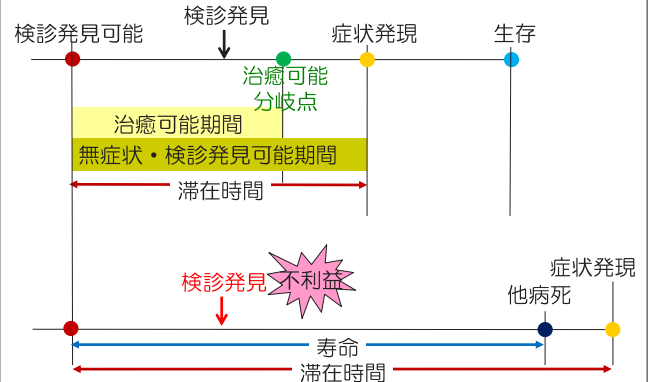 検診発見
検診発見可能
症状発現
生存
治癒可能
分岐点
治癒可能期間
無症状・検診発見可能期間
滞在時間
検診発見
不利益
症状発現
他病死
寿命
滞在時間